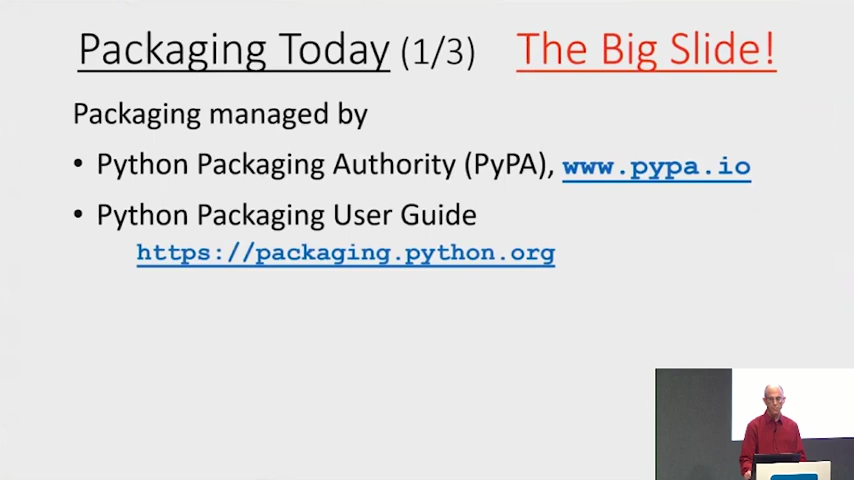 Packaging Today (1/3) The Big Slide!
Packaging managed by
• Python Packaging Authority (PyPA), www.pypa.io
• Python Packaging User Guide
https://packaging.python.org